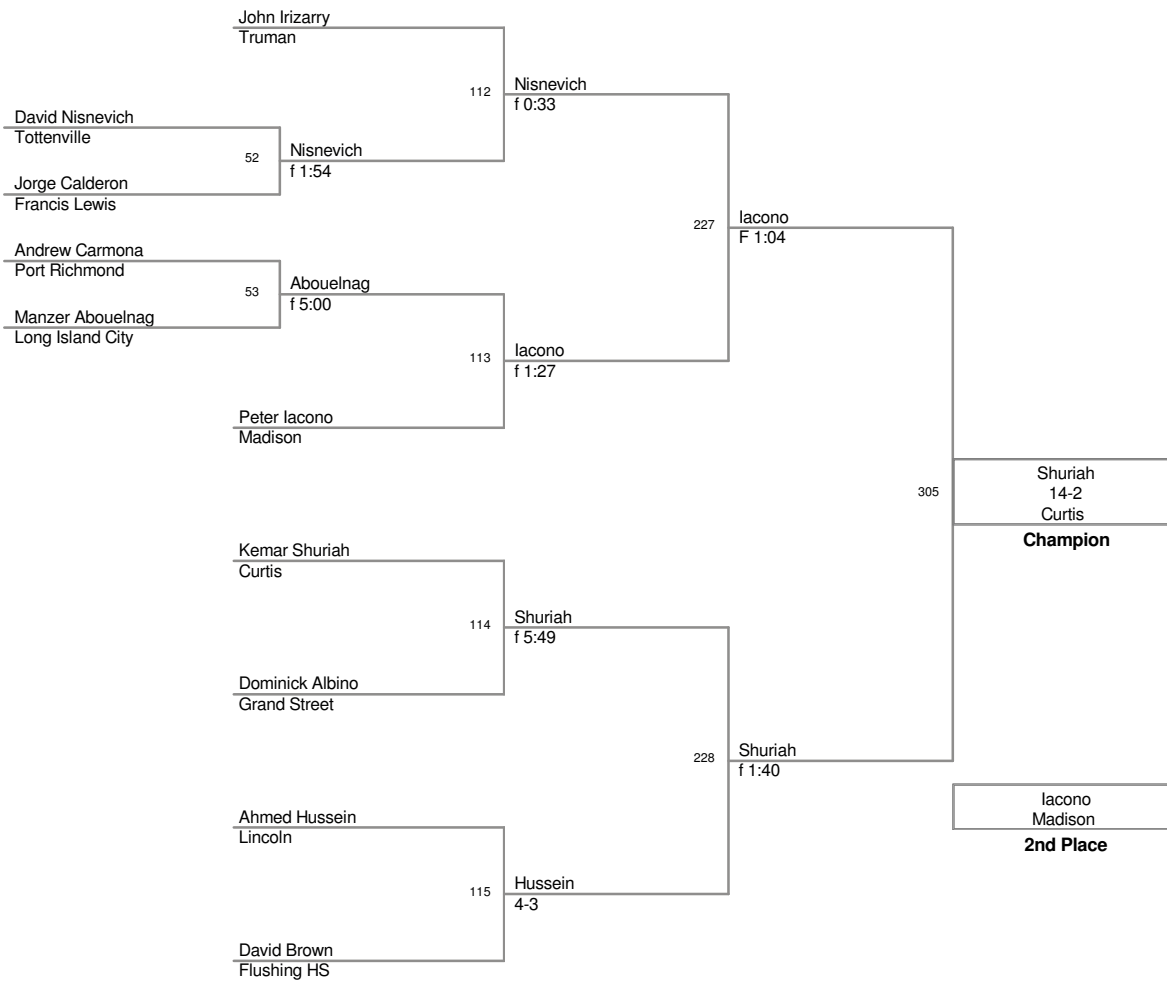 John Irizarry
Truman
112
Nisnevich
f 0:33
David Nisnevich
Tottenville
52
Nisnevich
f 1:54
Jorge Calderon
Francis Lewis
227
Iacono
F 1:04
Andrew Carmona
Port Richmond
53
Abouelnag
f 5:00
Manzer Abouelnag
Long Island City
113
Iacono
f 1:27
Peter Iacono
Madison
305
Shuriah
14-2
Curtis
Champion
Kemar Shuriah
Curtis
114
Shuriah
f 5:49
Dominick Albino
Grand Street
228
Shuriah
f 1:40
Iacono
Madison
2nd Place
Ahmed Hussein
Lincoln
115
Hussein
4-3
David Brown
Flushing HS